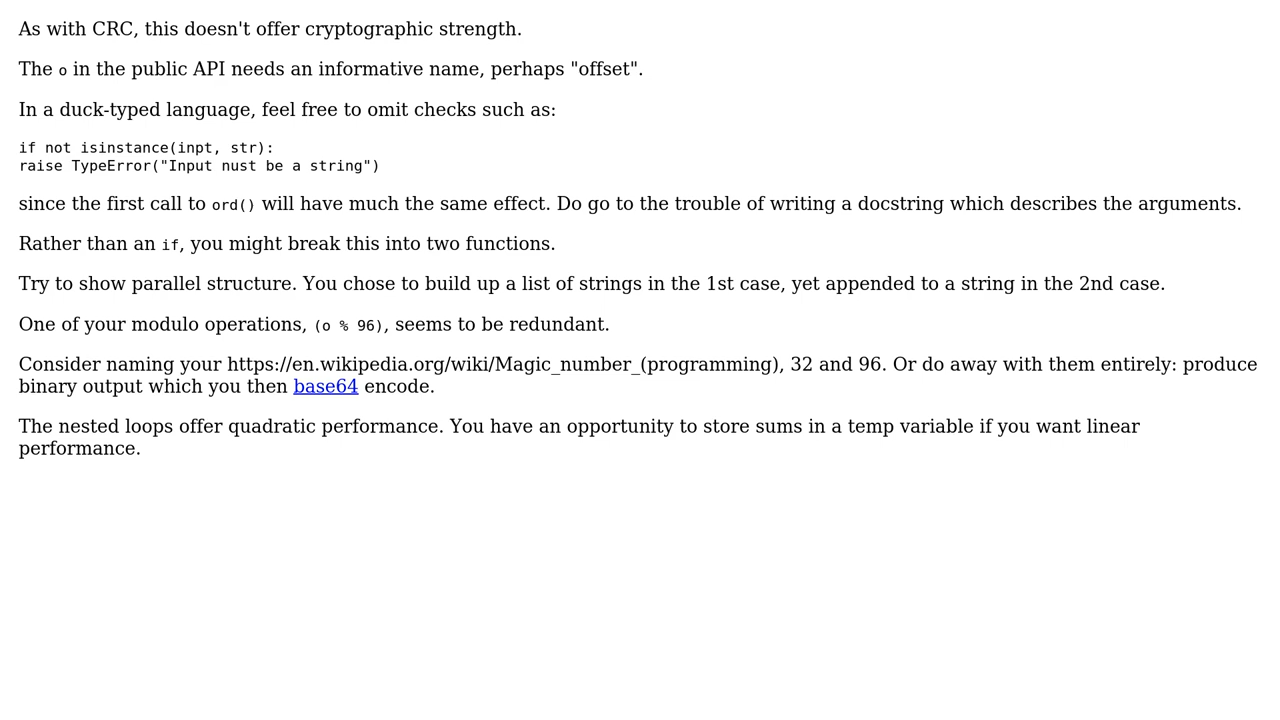 As with CRC, this doesn't offer cryptographic strength.
The o in the public API needs an informative name, perhaps "offset".
In a duck-typed language, feel free to omit checks such as:
if not isinstance(inpt, str):
raise TypeError("Input nust be a string")
since the first call to ord() will have much the same effect. Do go to the trouble of writing a docstring which describes the arguments.
Rather than an if, you might break this into two functions.
Try to show parallel structure. You chose to build up a list of strings in the 1st case, yet appended to a string in the 2nd case.
One of your modulo operations, (o % 96), seems to be redundant.
Consider naming your https://en.wikipedia.org/wiki/Magic_number_(programming), 32 and 96. Or do away with them entirely: produce
binary output which you then base64 encode.
The nested loops offer quadratic performance. You have an opportunity to store sums in a temp variable if you want linear
performance.